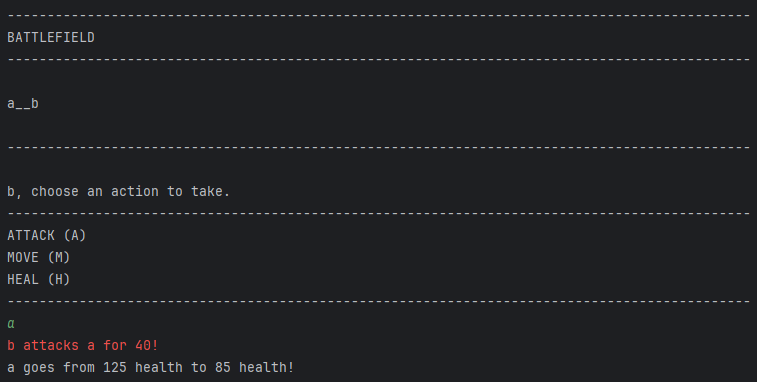 ---------------------------------------------------------------------------------------------
BATTLEFIELD
---------------------------------------------------------------------------------------------
a__b
---------------------------------------------------------------------------------------------
b, choose an action to take.
---------------------------------------------------------------------------------------------
ATTACK (A)
MOVE (M)
HEAL (H)
---------------------------------------------------------------------------------------------
a
b attacks a for 40!
a goes from 125 health to 85 health!